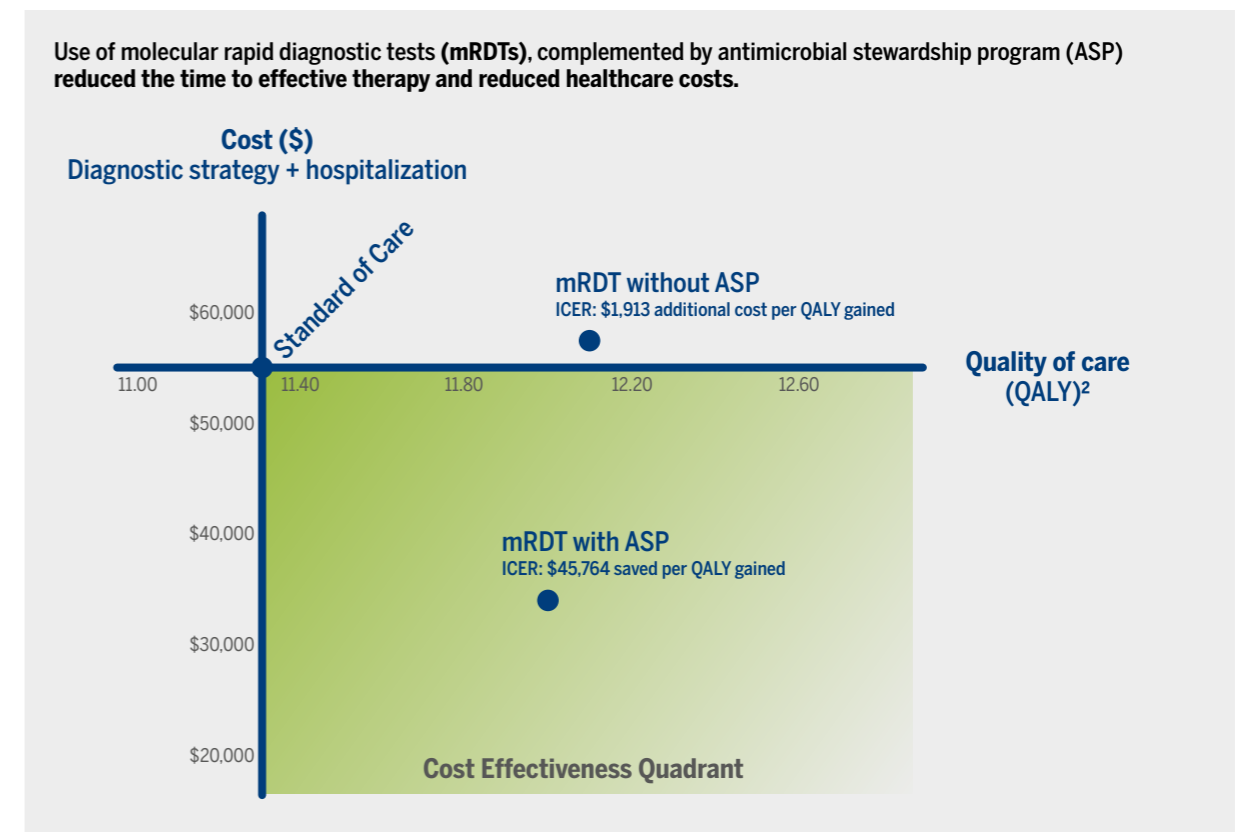 Use of molecular rapid diagnostic tests (mRDTs), complemented by antimicrobial stewardship program (ASP)
reduced the time to effective therapy and reduced healthcare costs.
Cost ($)
Diagnostic strategy + hospitalization
Standard of Care
mRDT without ASP
ICER: $1,913 additional cost per QALY gained
$60,000
Quality of care
(QALY)²
11.00
11.40
11.80
12.20
12.60
$50,000
$40,000
mRDT with ASP
ICER: $45,764 saved per QALY gained
$30,000
$20,000
Cost Effectiveness Quadrant